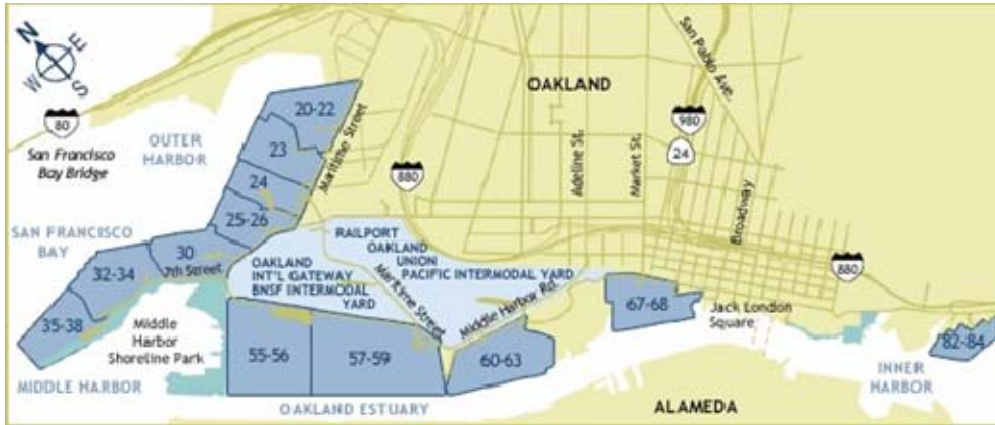 N
E
W
S
80
San Francisco
Bay Bridge
OUTER
HARBOR
20-22
23
24
25-26
Maritime Street
OAKLAND
San Pablo Ave.
980
24
880
Adeline St.
Market St.
Broadway
SAN FRANCISCO
BAY
30
7th Street
32-34
35-38
RAILPORT
OAKLAND
UNION
PACIFIC INTERMODAL YARD
OAKLAND
INT'L GATEWAY
BNSF INTERMODAL
YARD
Maritime Street
Middle Harbor Rd.
880
67-68
Jack London
Square
Middle
Harbor
Shoreline Park
55-56
57-59
60-63
82-84
MIDDLE HARBOR
OAKLAND ESTUARY
ALAMEDA
INNER
HARBOR